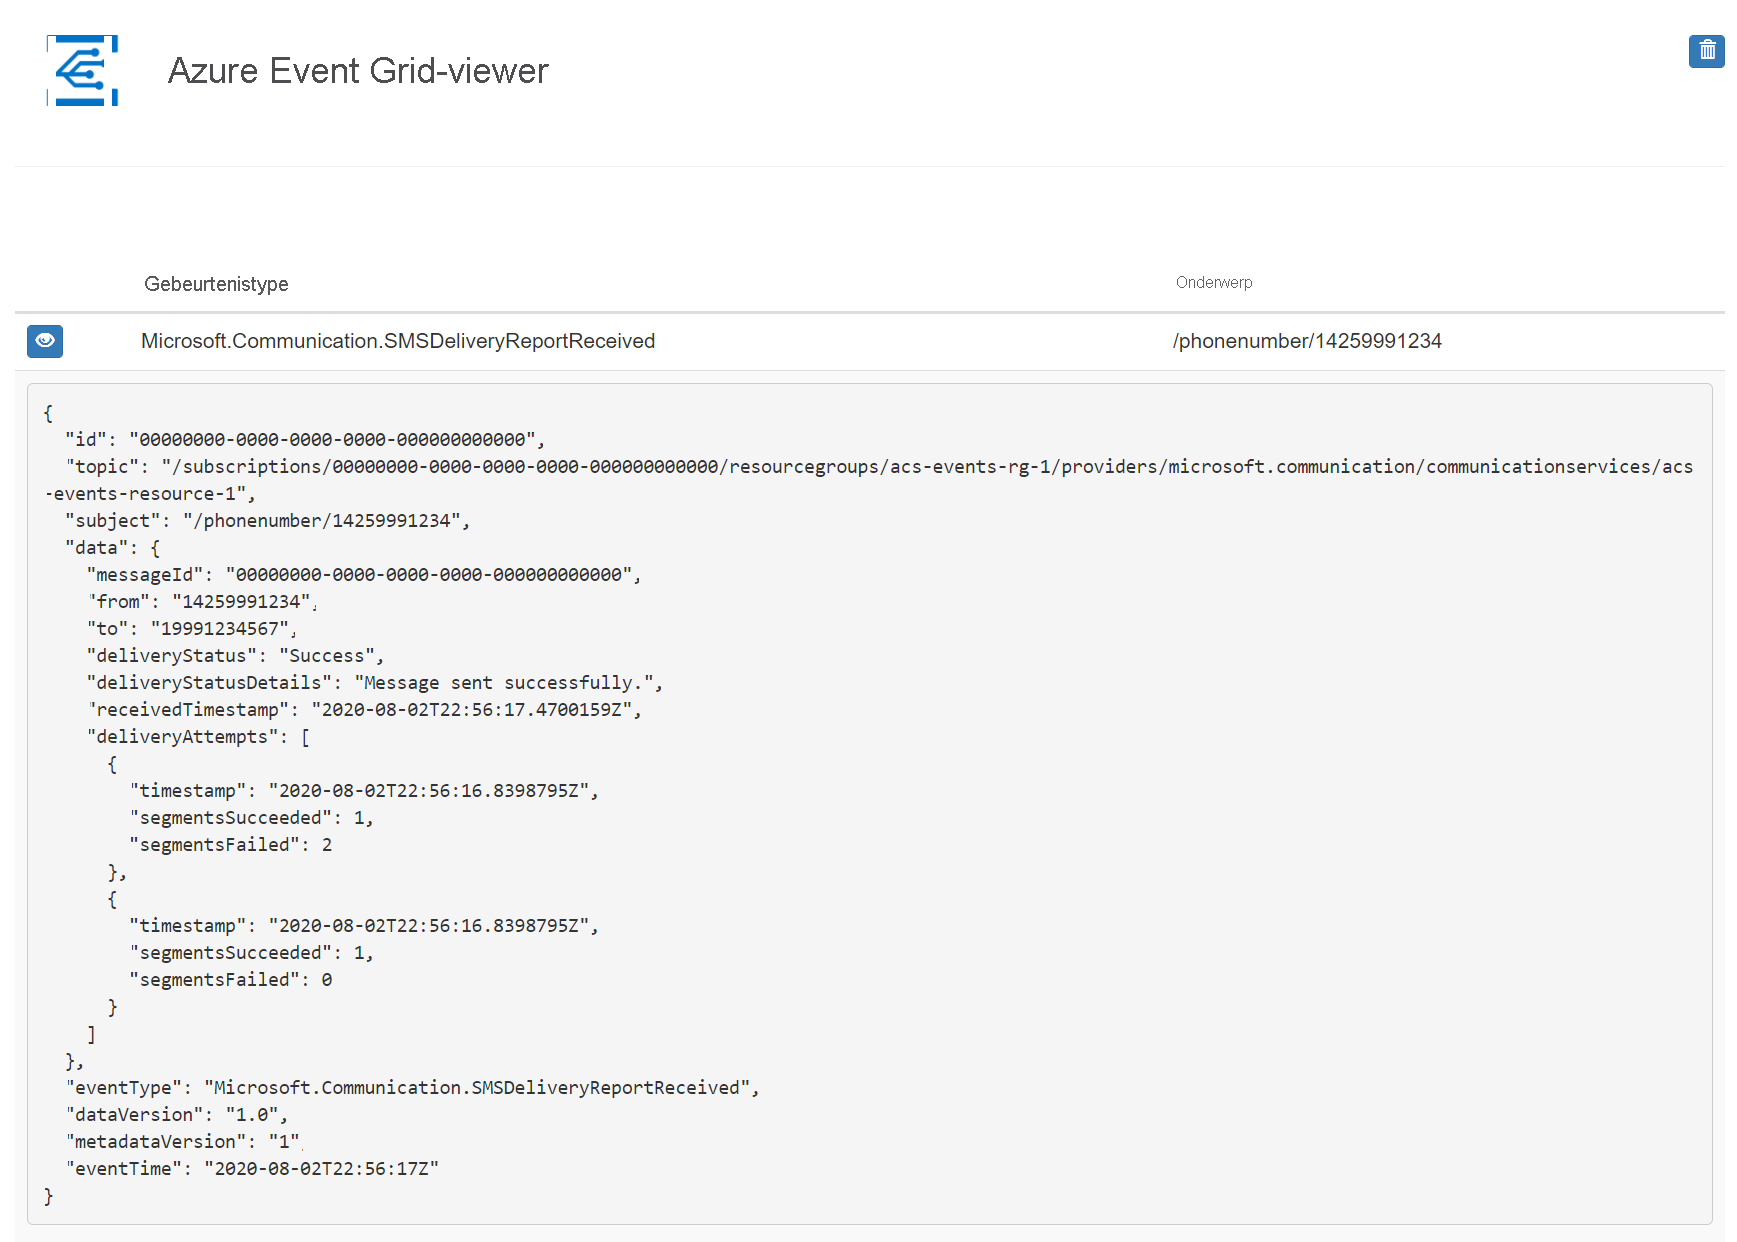 Azure Event Grid-viewer
Gebeurtenistype Onderwerp
Microsoft.Communication.SMSDeliveryReportReceived /phonenumber/14259991234
{
  "id": "00000000-0000-0000-0000-000000000000",
  "topic": "/subscriptions/00000000-0000-0000-0000-000000000000/resourcegroups/acs-events-rg-1/providers/microsoft.communication/communicationservices/acs
-events-resource-1",
  "subject": "/phonenumber/14259991234",
  "data": {
    "messageId": "00000000-0000-0000-0000-000000000000",
    "from": "14259991234",
    "to": "19991234567",
    "deliveryStatus": "Success",
    "deliveryStatusDetails": "Message sent successfully.",
    "receivedTimestamp": "2020-08-02T22:56:17.4700159Z",
    "deliveryAttempts": [
      {
        "timestamp": "2020-08-02T22:56:16.8398795Z",
        "segmentsSucceeded": 1,
        "segmentsFailed": 2
      },
      {
        "timestamp": "2020-08-02T22:56:16.8398795Z",
        "segmentsSucceeded": 1,
        "segmentsFailed": 0
      }
    ]
  },
  "eventType": "Microsoft.Communication.SMSDeliveryReportReceived",
  "dataVersion": "1.0",
  "metadataVersion": "1",
  "eventTime": "2020-08-02T22:56:17Z"
}